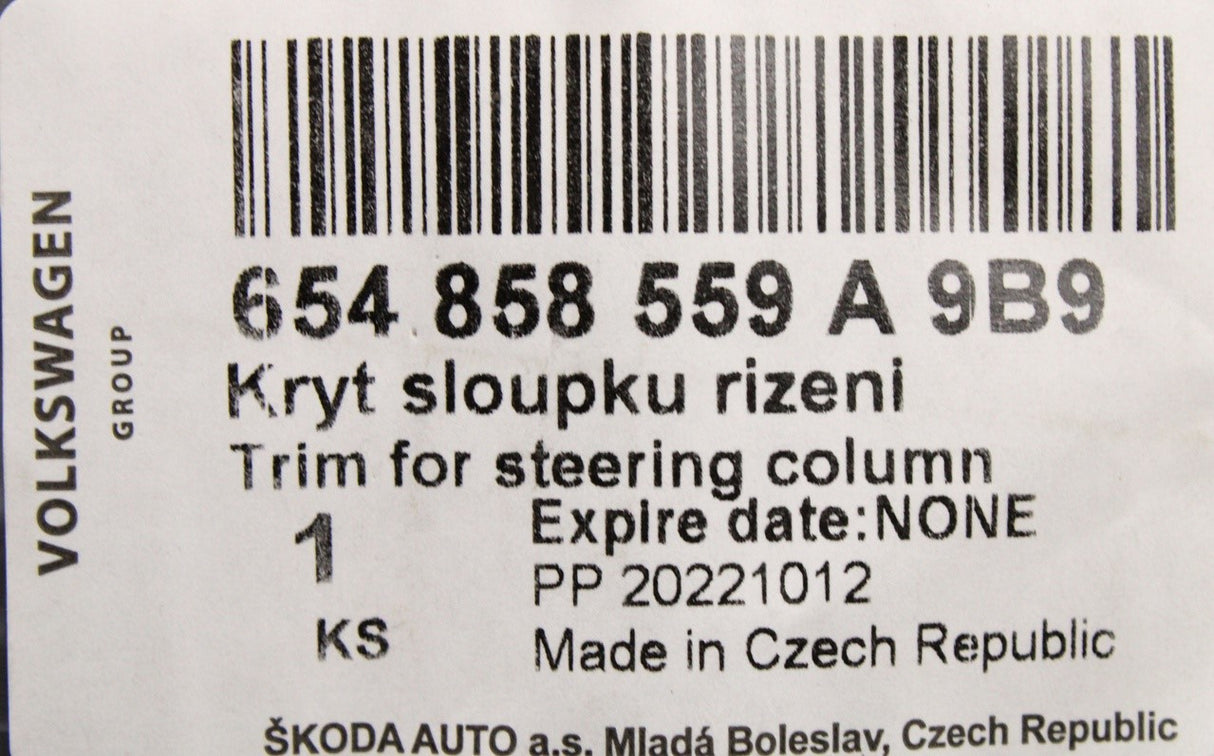 VOLKSWAGEN
GROUP
654 858 559 A 9B9
Kryt sloupku rizeni
Trim for steering column
1
KS
Expire date:NONE
PP 20221012
Made in Czech Republic
ŠKODA AUTO a.s. Mladá Boleslav, Czech Republic